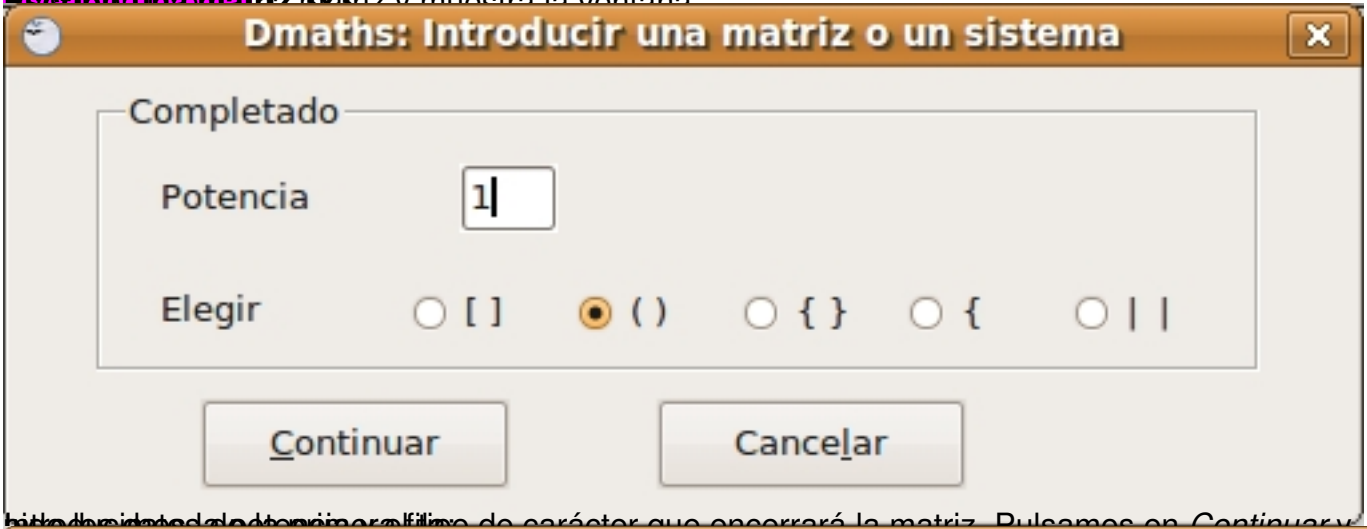 Dmaths: Introducir una matriz o un sistema
Completado
Potencia 1
Elegir [ ] ( ) { } { | |
Continuar Cancelar
de carácter que encerrará la matriz. Pulsamos en Continuar y